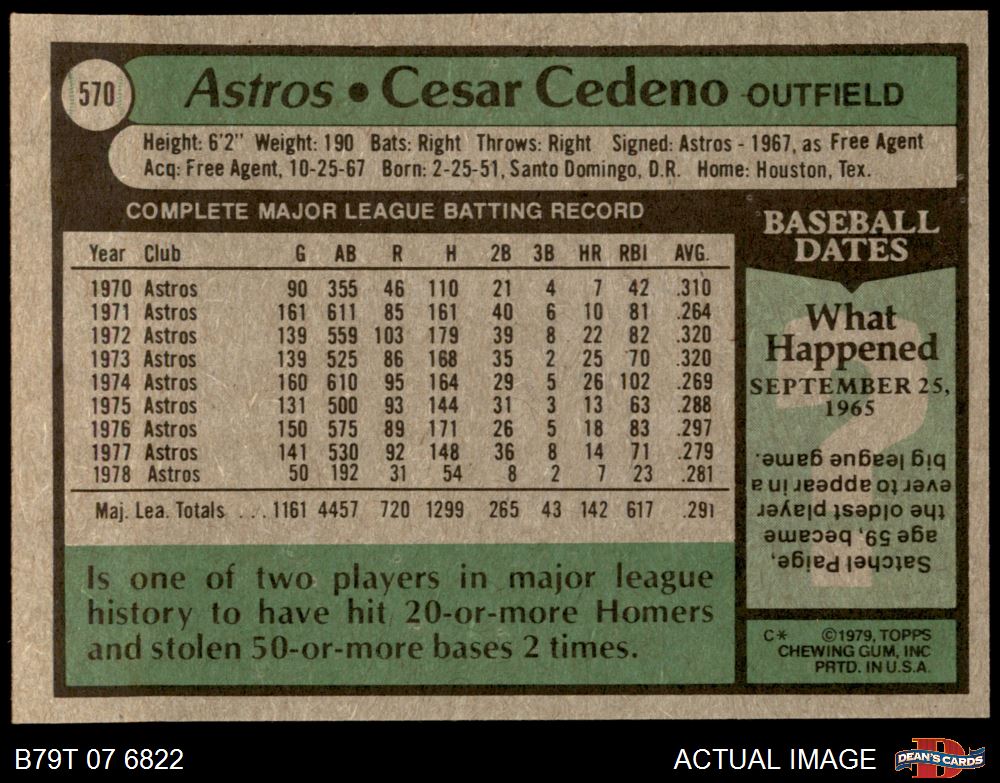 570
Astros • Cesar Cedeno -OUTFIELD
Height: 6'2" Weight: 190 Bats: Right Throws: Right Signed: Astros - 1967, as Free Agent
Acq: Free Agent, 10-25-67 Born: 2-25-51, Santo Domingo, D.R. Home: Houston, Tex.
COMPLETE MAJOR LEAGUE BATTING RECORD
Year Club G AB R H 2B 3B HR RBI AVG.
1970 Astros 90 355 46 110 21 4 7 42 .310
1971 Astros 161 611 85 161 40 6 10 81 .264
1972 Astros 139 559 103 179 39 8 22 82 .320
1973 Astros 139 525 86 168 35 2 25 70 .320
1974 Astros 160 610 95 164 29 5 26 102 .269
1975 Astros 131 500 93 144 31 3 13 63 .288
1976 Astros 150 575 89 171 26 5 18 83 .297
1977 Astros 141 530 92 148 36 8 14 71 .279
1978 Astros 50 192 31 54 8 2 7 23 .281
Maj. Lea. Totals ... 1161 4457 720 1299 265 43 142 617 .291
Is one of two players in major league
history to have hit 20-or-more Homers
and stolen 50-or-more bases 2 times.
BASEBALL
DATES
What
Happened
SEPTEMBER 25,
1965
Satchel Paige,
age 59, became
the oldest player
ever to appear in a
big league game.
C* ©1979, TOPPS
CHEWING GUM, INC
PRTD. IN U.S.A.
B79T 07 6822
ACTUAL IMAGE
D
DEAN'S CARDS